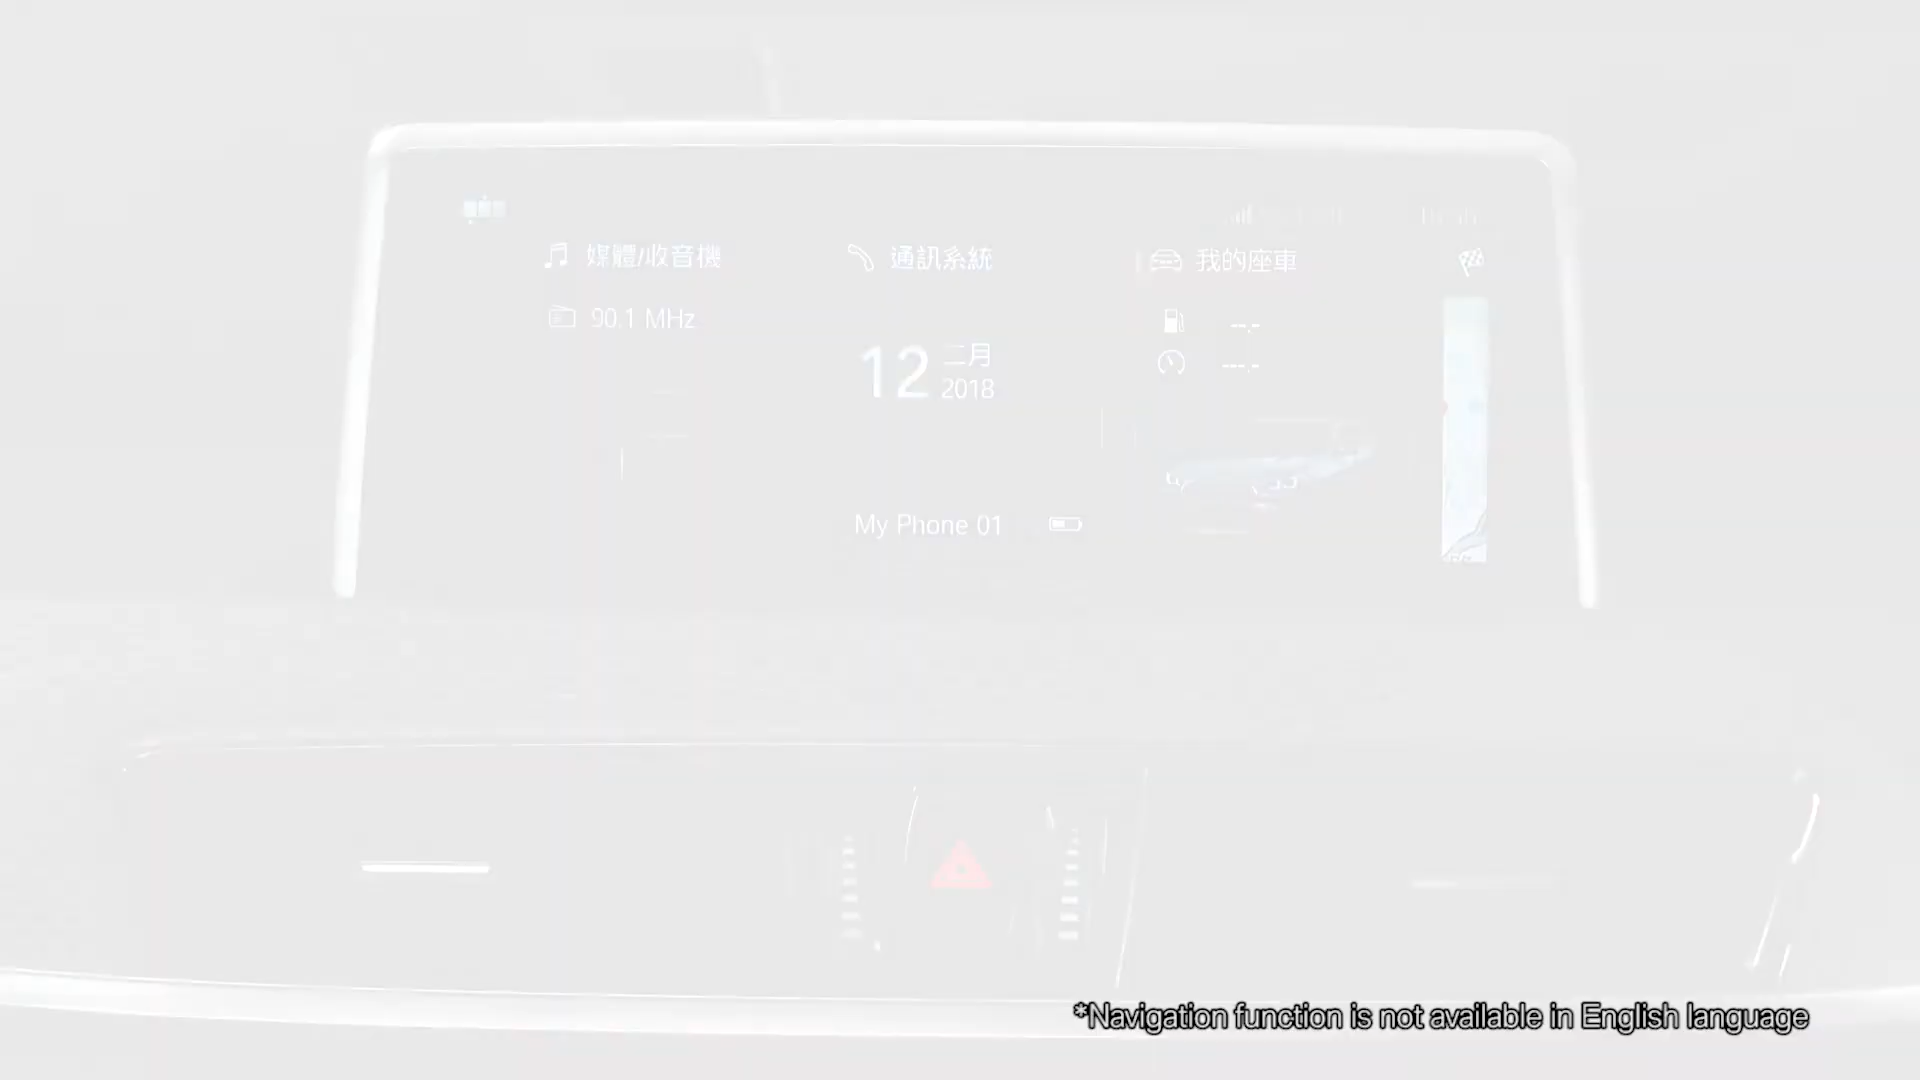 媒體/收音機
通訊系統
我的座車
90.1 MHz
--.-
12 二月
2018
---.-
My Phone 01
*Navigation function is not available in English language